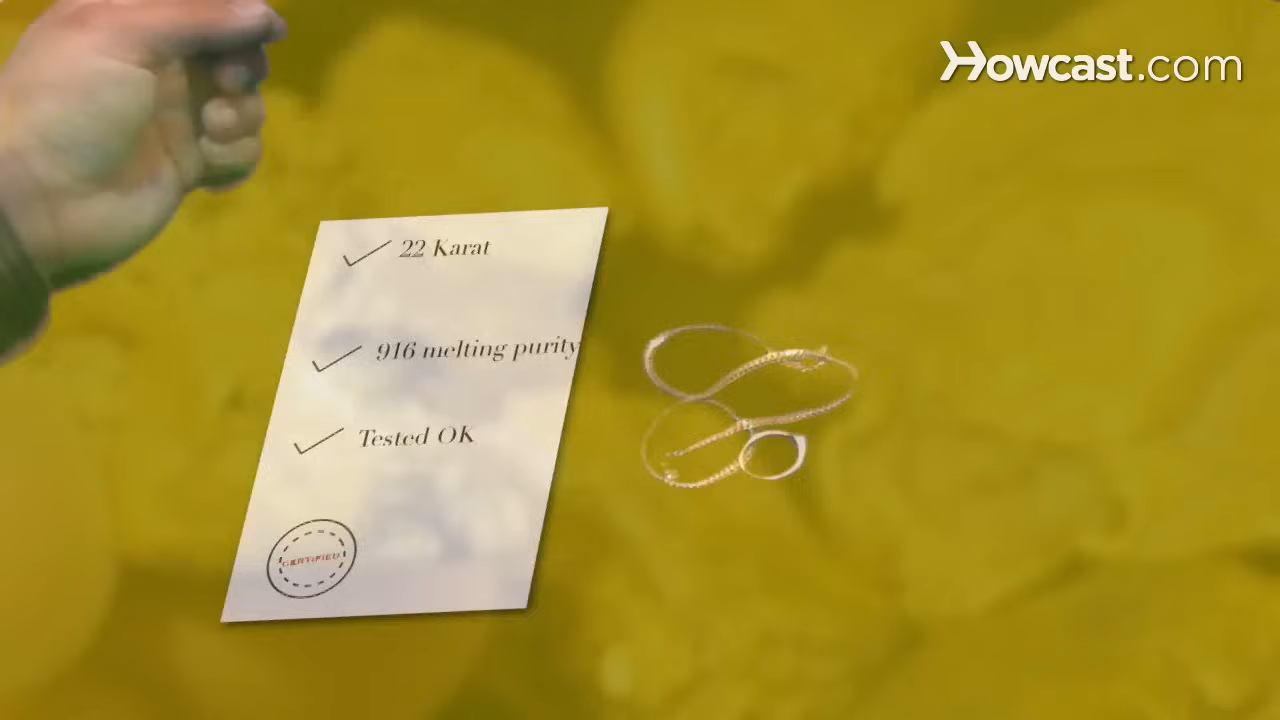 Howcast.com
22 Karat
916 melting purity
Tested OK
CERTIFIED